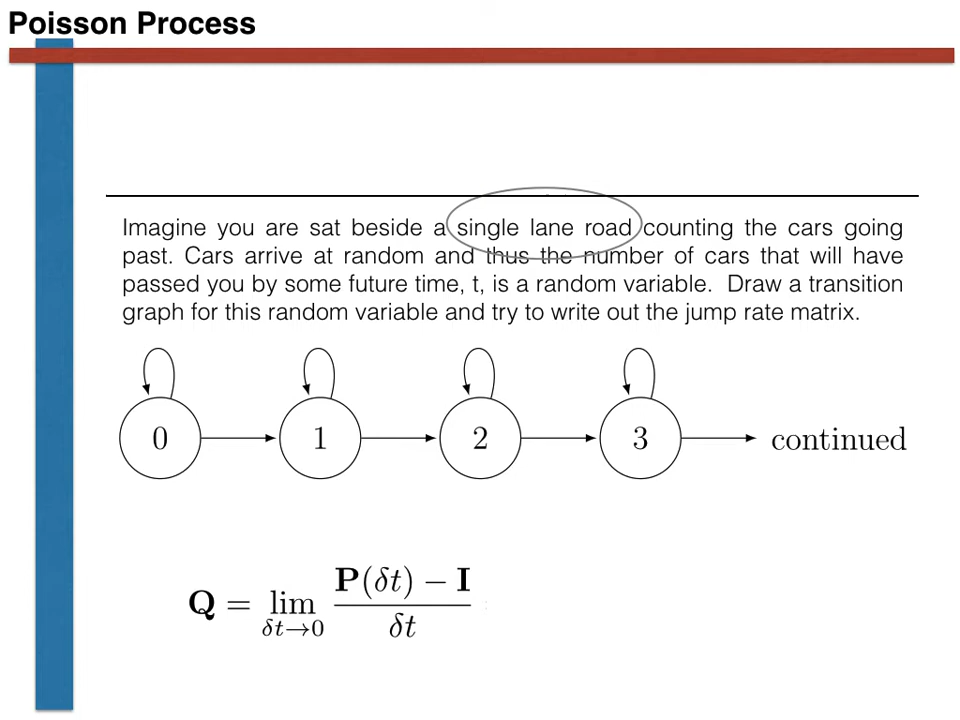 Poisson Process
Imagine you are sat beside a single lane road counting the cars going
past. Cars arrive at random and thus the number of cars that will have
passed you by some future time, t, is a random variable. Draw a transition
graph for this random variable and try to write out the jump rate matrix.
0 1 2 3 continued
Q = lim δt→0 P(δt) − I / δt